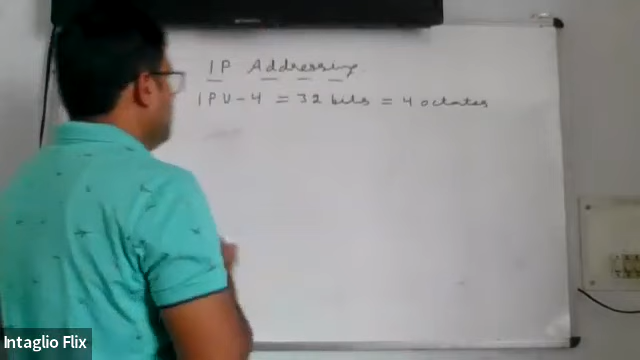 IP Addressing
IPV-4 = 32 bits = 4 octates
Intaglio Flix